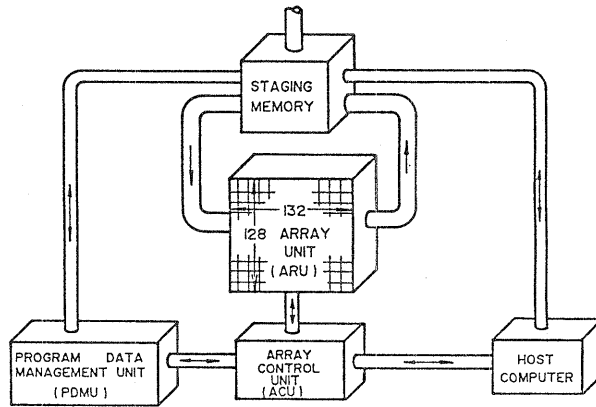 STAGING
MEMORY
132
128 ARRAY
UNIT
(ARU)
PROGRAM DATA
MANAGEMENT UNIT
(PDMU)
ARRAY
CONTROL
UNIT
(ACU)
HOST
COMPUTER